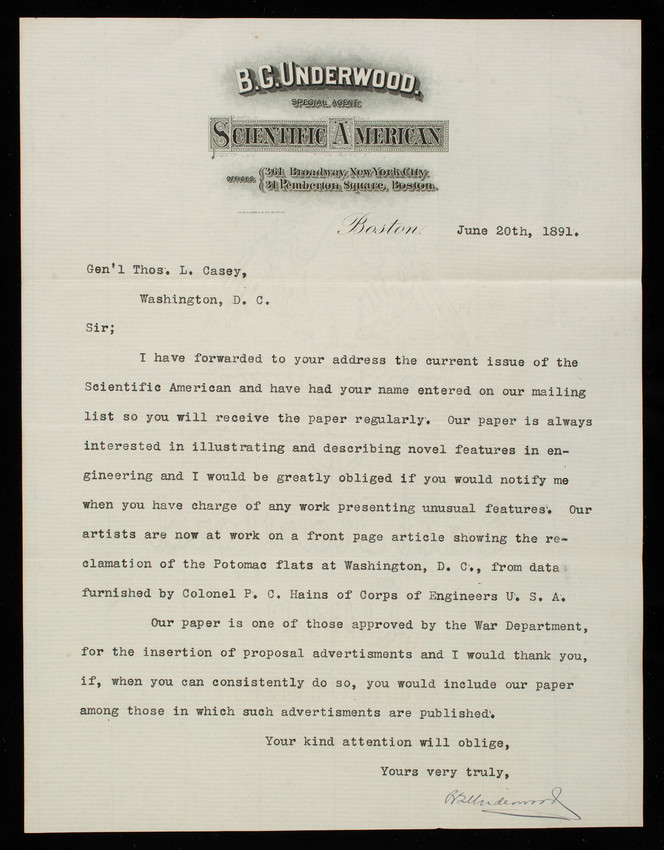 B.G. UNDERWOOD.
SPECIAL AGENT.
SCIENTIFIC AMERICAN
OFFICES, {361 Broadway, New York City.
31 Pemberton Square, Boston.
Boston. June 20th, 1891.
Gen'l Thos. L. Casey,
Washington, D. C.
Sir;
I have forwarded to your address the current issue of the
Scientific American and have had your name entered on our mailing
list so you will receive the paper regularly. Our paper is always
interested in illustrating and describing novel features in en-
gineering and I would be greatly obliged if you would notify me
when you have charge of any work presenting unusual features. Our
artists are now at work on a front page article showing the re-
clamation of the Potomac flats at Washington, D. C., from data
furnished by Colonel P. C. Hains of Corps of Engineers U. S. A.
Our paper is one of those approved by the War Department,
for the insertion of proposal advertisments and I would thank you,
if, when you can consistently do so, you would include our paper
among those in which such advertisments are published.
Your kind attention will oblige,
Yours very truly,
B G Underwood